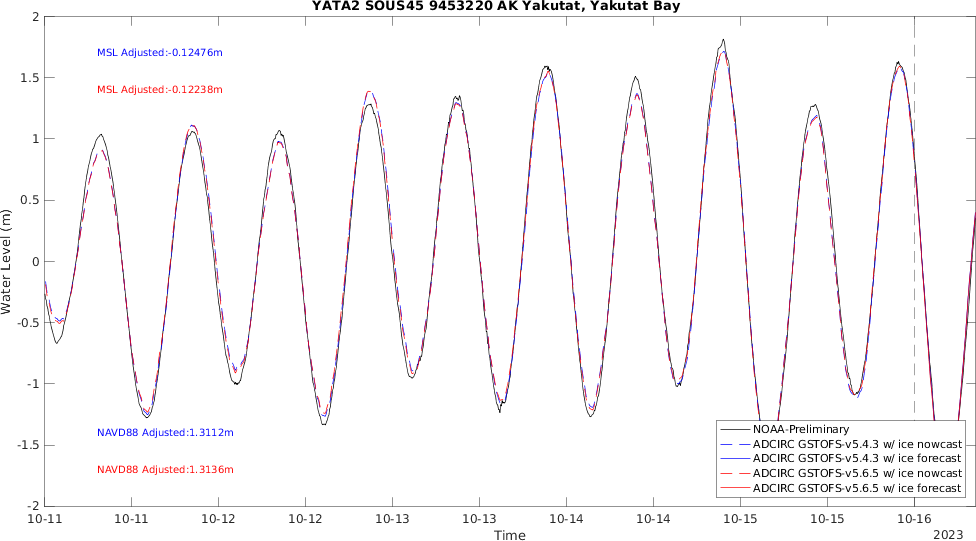 YATA2 SOUS45 9453220 AK Yakutat, Yakutat Bay
2
1.5
1
0.5
0
-0.5
-1
-1.5
-2
Water Level (m)
MSL Adjusted:-0.12476m
MSL Adjusted:-0.12238m
NAVD88 Adjusted:1.3112m
NAVD88 Adjusted:1.3136m
NOAA-Preliminary
ADCIRC GSTOFS-v5.4.3 w/ ice nowcast
ADCIRC GSTOFS-v5.4.3 w/ ice forecast
ADCIRC GSTOFS-v5.6.5 w/ ice nowcast
ADCIRC GSTOFS-v5.6.5 w/ ice forecast
10-11 10-11 10-12 10-12 10-13 10-13 10-14 10-14 10-15 10-15 10-16
Time
2023